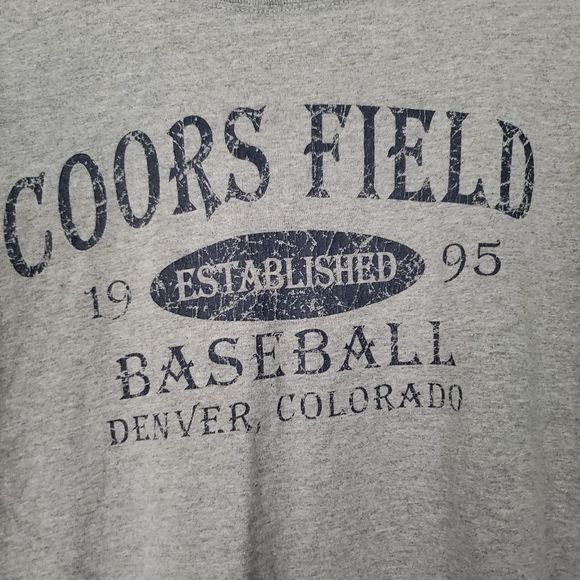 COORS FIELD
19 ESTABLISHED 95
BASEBALL
DENVER, COLORADO